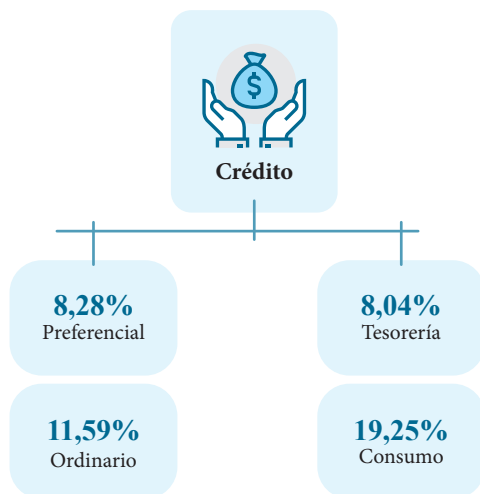 $
Crédito
8,28%
Preferencial
8,04%
Tesorería
11,59%
Ordinario
19,25%
Consumo